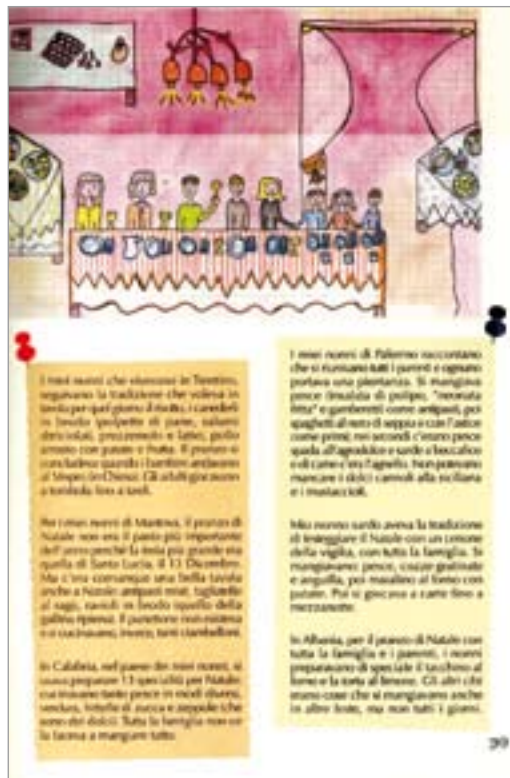 I miei nonni che vivevano in Trentino,
seguivano la tradizione che voleva in
tavola per quel giorno il risotto, i canederli
in brodo (polpette di pane, salumi
sbriciolati, prezzemolo e latte), pollo
arrosto con patate e frutta. Il pranzo si
concludeva quando i bambini andavano
al Vespro (in Chiesa). Gli adulti giocavano
a tombola fino a tardi.
Per i miei nonni di Mantova, il pranzo di
Natale non era il pasto più importante
dell'anno perchè la festa più grande era
quella di Santa Lucia, il 13 Dicembre.
Ma c'era comunque una bella tavola
anche a Natale: antipasti misti, tagliatelle
al ragù, ravioli in brodo (quello della
gallina ripiena). Il panettone non esisteva
e si cucinavano, invece, tanti ciambelloni.
In Calabria, nel paese dei miei nonni, si
usava preparare 13 specialità per Natale:
cucinavano tanto pesce in modi diversi,
verdura, frittelle di zucca e zeppole (che
sono dei dolci). Tutta la famiglia non ce
la faceva a mangiare tutto.
I miei nonni di Palermo raccontano
che si riunivano tutti i parenti e ognuno
portava una pietanza. Si mangiava
pesce (insalata di polipo, "neonata
fritta" e gamberetti come antipasti, poi
spaghetti al nero di seppia e con l'astice
come primi; nei secondi c'erano pesce
spada all'agrodolce e sarde a beccafico
e di carne c'era l'agnello. Non potevano
mancare i dolci: cannoli alla siciliana
e i mustaccioli.
Mio nonno sardo aveva la tradizione
di festeggiare il Natale con un cenone
della vigilia, con tutta la famiglia. Si
mangiavano: pesce, cozze gratinate
e anguilla, poi maialino al forno con
patate. Poi si giocava a carte fino a
mezzanotte.
In Albania, per il pranzo di Natale con
tutta la famiglia e i parenti, i nonni
preparavano di speciale il tacchino al
forno e la torta al limone. Gli altri cibi
erano cose che si mangiavano anche
in altre feste, ma non tutti i giorni.
39